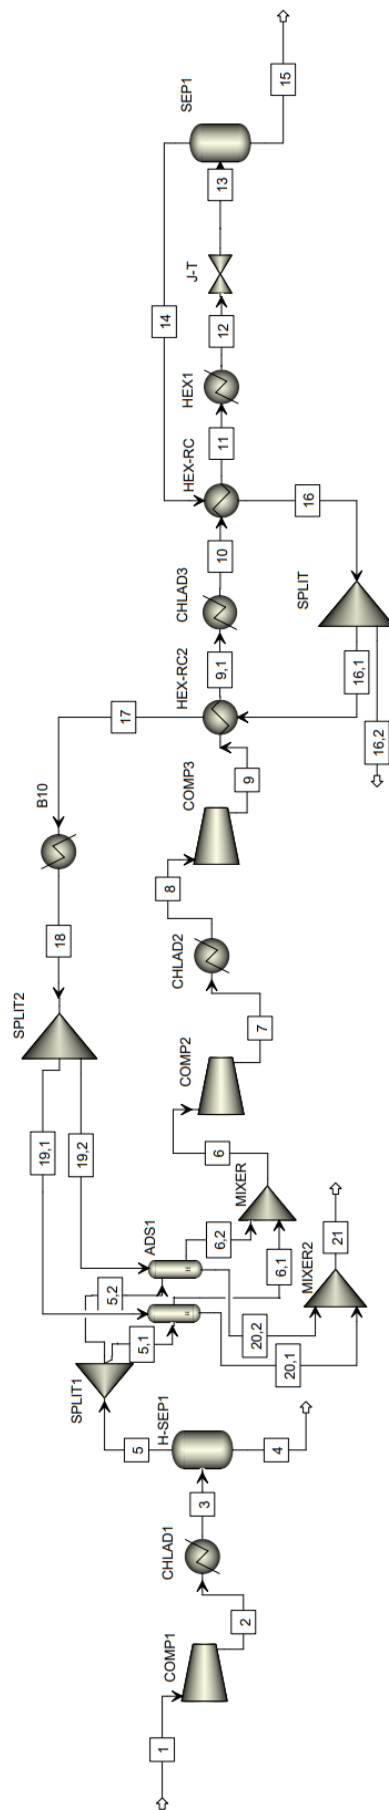 1
COMP1
2
CHLAD1
3
H-SEP1
4
5
SPLIT1
5,1
5,2
ADS1
6,1
6,2
20,1
20,2
MIXER2
21
MIXER
6
COMP2
7
CHLAD2
8
COMP3
9
HEX-RC2
9,1
CHLAD3
10
HEX-RC
11
HEX1
12
J-T
13
SEP1
14
15
16
SPLIT
16,1
16,2
17
B10
18
SPLIT2
19,1
19,2
H
H